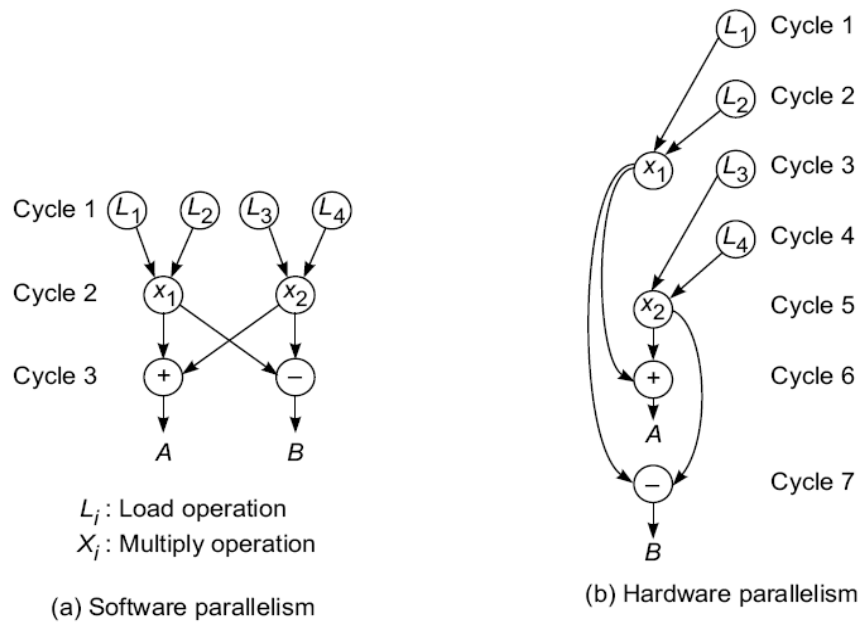 Cycle 1 L1 L2 L3 L4
Cycle 2 x1 x2
Cycle 3 + −
A B
Li : Load operation
Xi : Multiply operation
(a) Software parallelism
L1 Cycle 1
L2 Cycle 2
x1 L3 Cycle 3
L4 Cycle 4
x2 Cycle 5
+ Cycle 6
A
− Cycle 7
B
(b) Hardware parallelism